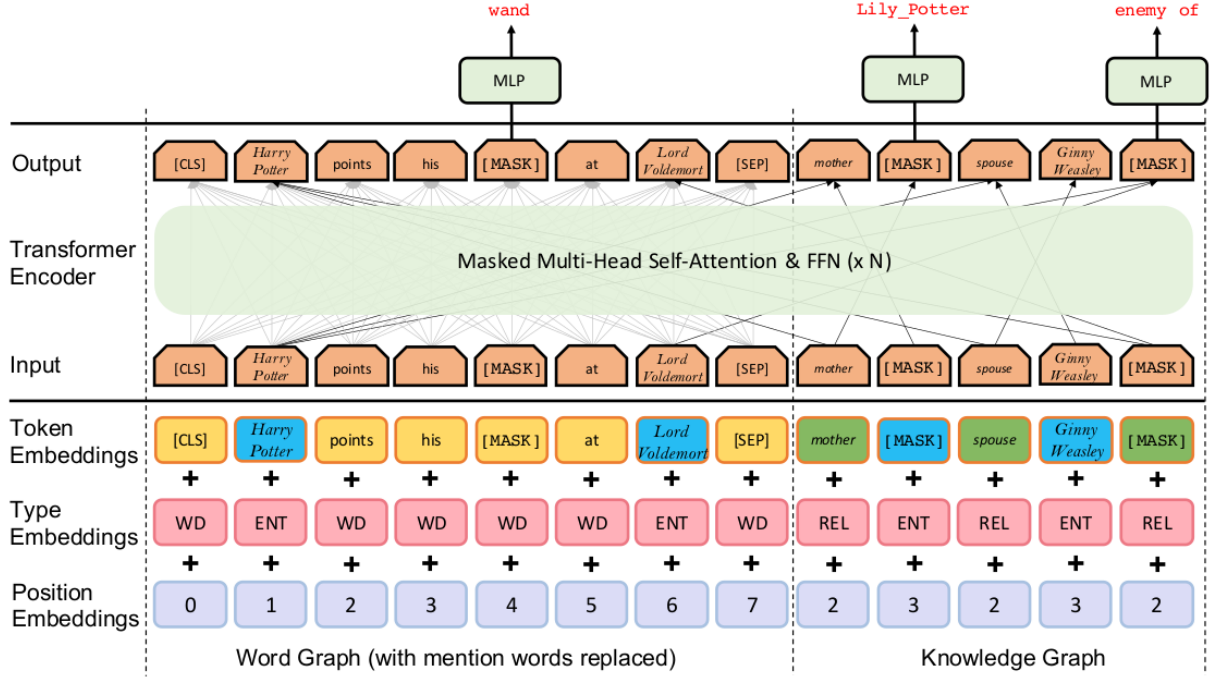 wand Lily_Potter enemy of
MLP MLP MLP
Output [CLS] Harry Potter points his [MASK] at Lord Voldemort [SEP] mother [MASK] spouse Ginny Weasley [MASK]
Transformer
Encoder
Masked Multi-Head Self-Attention & FFN (x N)
Input [CLS] Harry Potter points his [MASK] at Lord Voldemort [SEP] mother [MASK] spouse Ginny Weasley [MASK]
Token
Embeddings
[CLS] Harry Potter points his [MASK] at Lord Voldemort [SEP] mother [MASK] spouse Ginny Weasley [MASK]
+ + + + + + + + + + + + +
Type
Embeddings
WD ENT WD WD WD WD ENT WD REL ENT REL ENT REL
+ + + + + + + + + + + + +
Position
Embeddings
0 1 2 3 4 5 6 7 2 3 2 3 2
Word Graph (with mention words replaced) Knowledge Graph